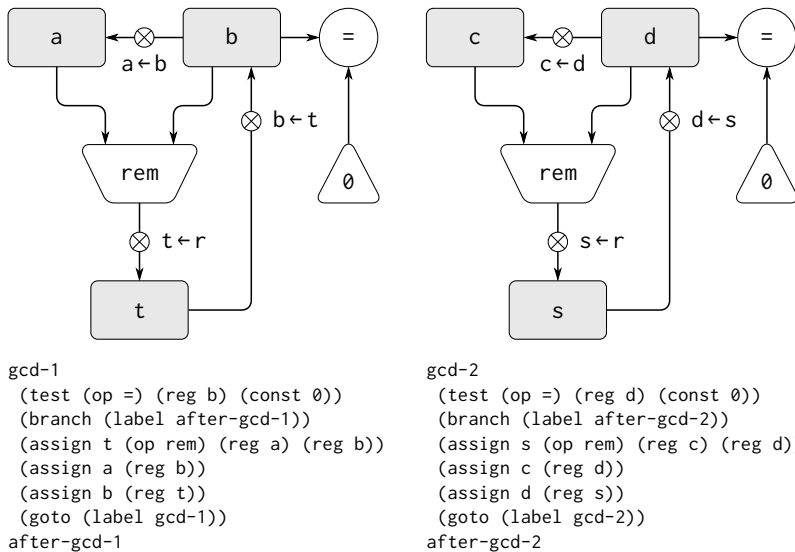 a
b
=
a←b
b←t
rem
0
t←r
t
c
d
=
c←d
d←s
rem
0
s←r
s
gcd-1
(test (op =) (reg b) (const 0))
(branch (label after-gcd-1))
(assign t (op rem) (reg a) (reg b))
(assign a (reg b))
(assign b (reg t))
(goto (label gcd-1))
after-gcd-1
gcd-2
(test (op =) (reg d) (const 0))
(branch (label after-gcd-2))
(assign s (op rem) (reg c) (reg d)
(assign c (reg d))
(assign d (reg s))
(goto (label gcd-2))
after-gcd-2